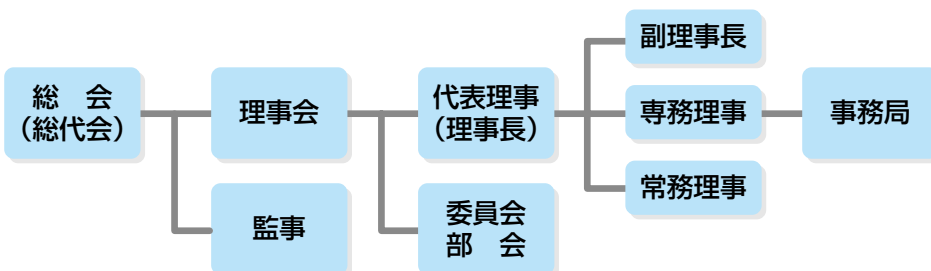 総　会
（総代会）
理事会
監事
代表理事
（理事長）
委員会
部　会
副理事長
専務理事
常務理事
事務局